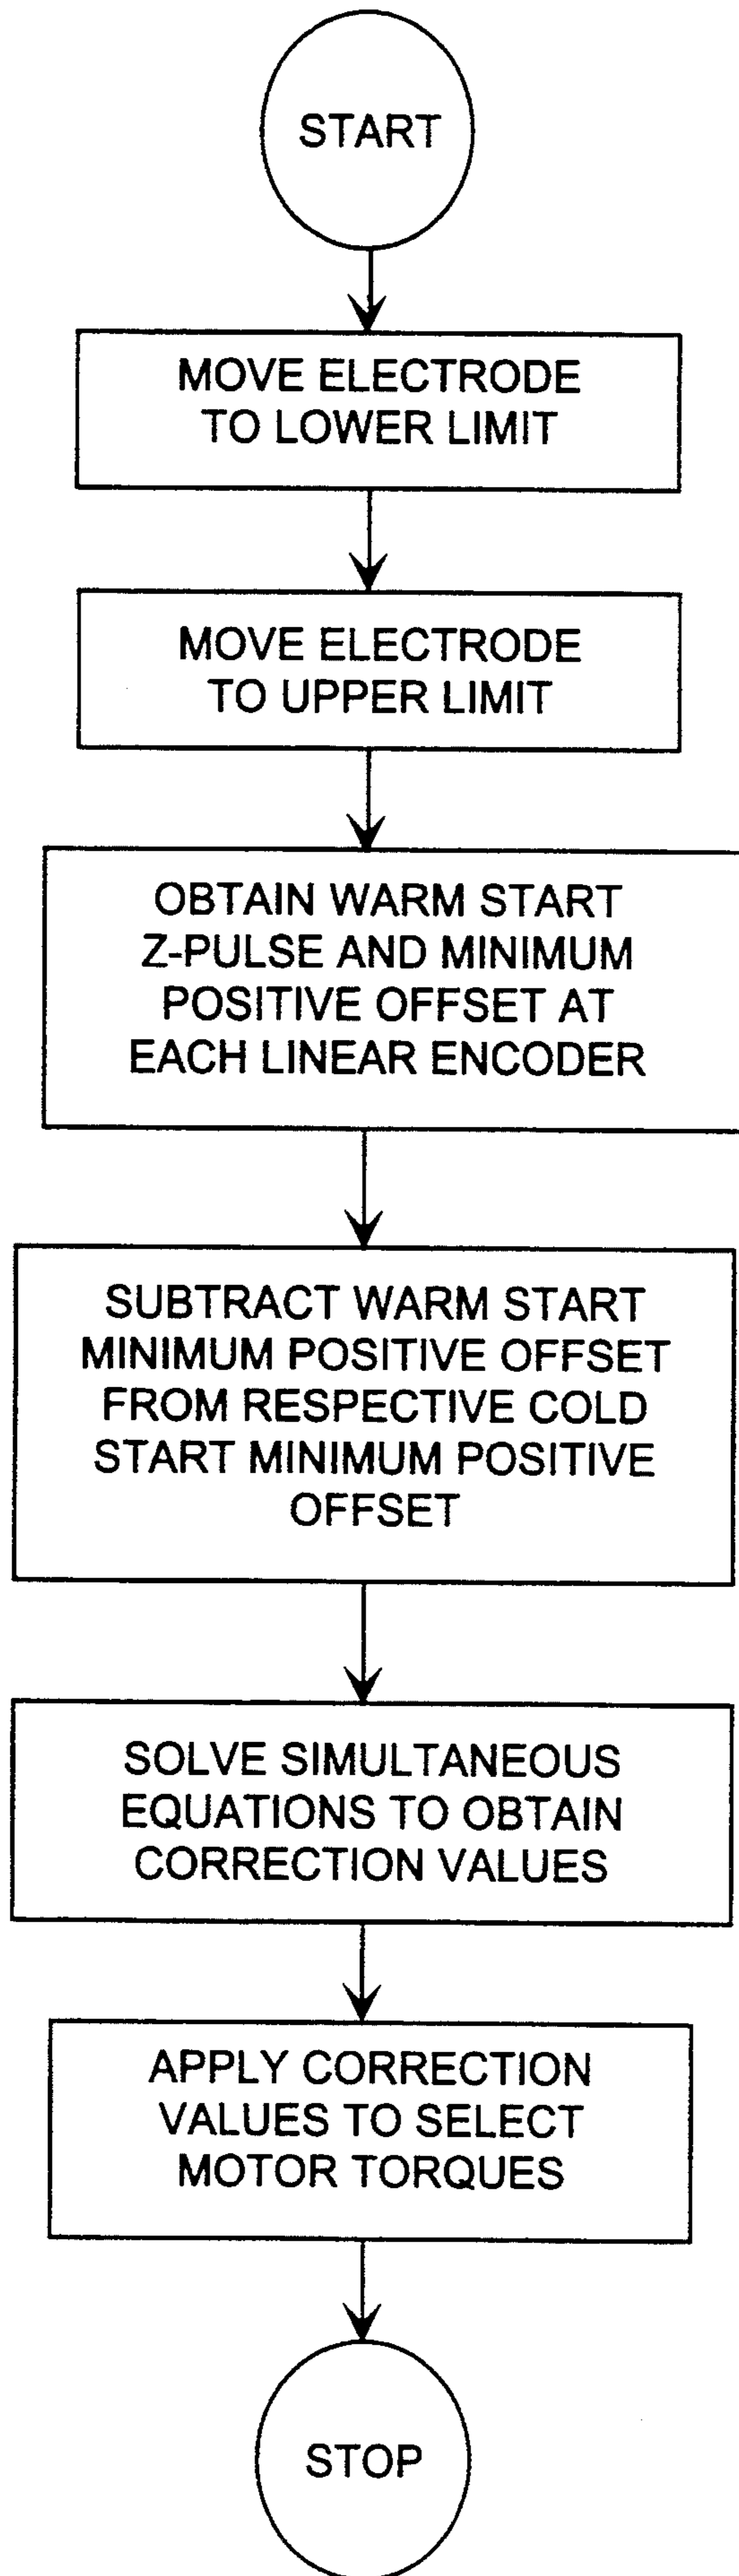 START
MOVE ELECTRODE
TO LOWER LIMIT
MOVE ELECTRODE
TO UPPER LIMIT
OBTAIN WARM START
Z-PULSE AND MINIMUM
POSITIVE OFFSET AT
EACH LINEAR ENCODER
SUBTRACT WARM START
MINIMUM POSITIVE OFFSET
FROM RESPECTIVE COLD
START MINIMUM POSITIVE
OFFSET
SOLVE SIMULTANEOUS
EQUATIONS TO OBTAIN
CORRECTION VALUES
APPLY CORRECTION
VALUES TO SELECT
MOTOR TORQUES
STOP